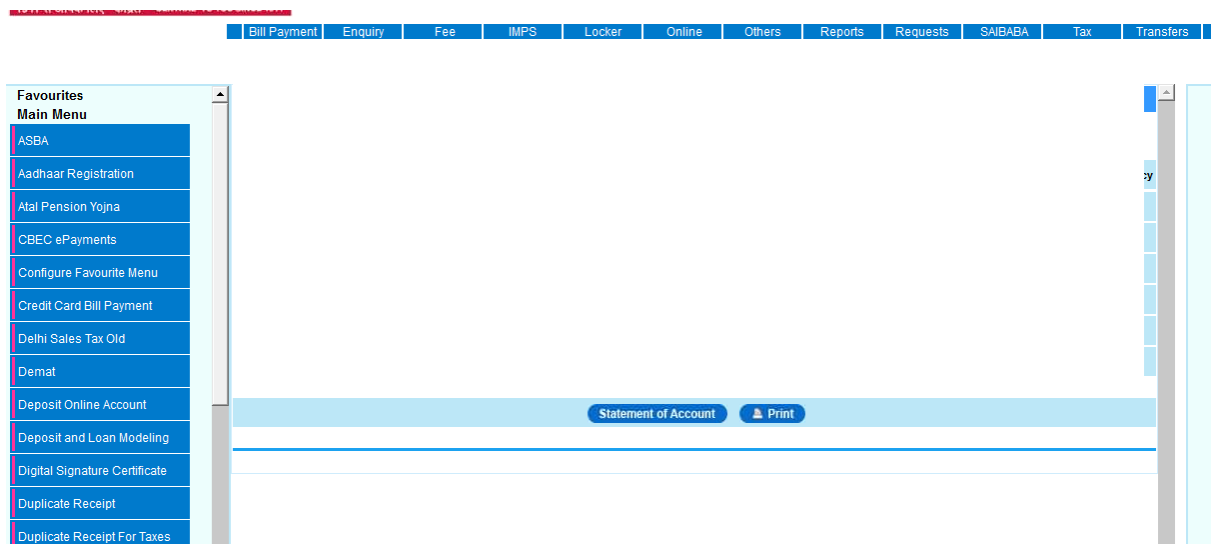 Bill Payment Enquiry Fee IMPS Locker Online Others Reports Requests SAIBABA Tax Transfers
Favourites
Main Menu
ASBA
Aadhaar Registration
Atal Pension Yojna
CBEC ePayments
Configure Favourite Menu
Credit Card Bill Payment
Delhi Sales Tax Old
Demat
Deposit Online Account
Deposit and Loan Modeling
Digital Signature Certificate
Duplicate Receipt
Duplicate Receipt For Taxes
cy
Statement of Account Print